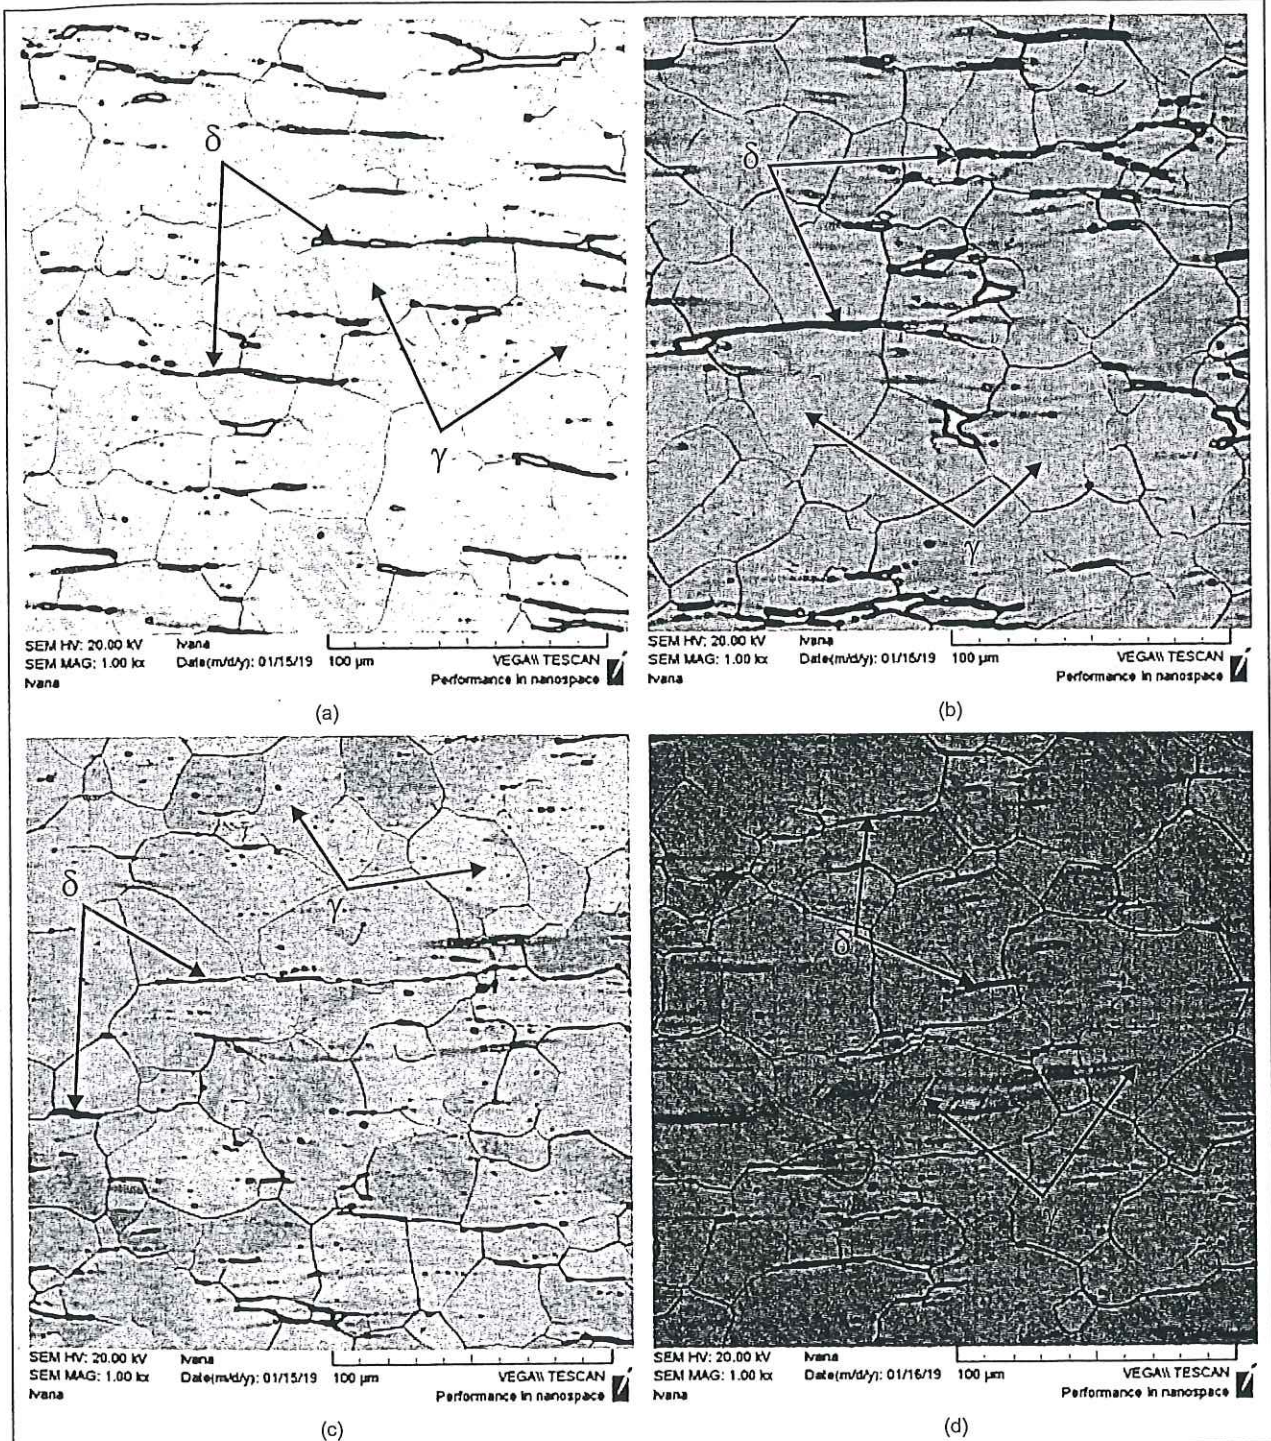 δ
γ
SEM HV: 20.00 kV Ivana
SEM MAG: 1.00 kx Date(m/d/y): 01/15/19 100 µm VEGA\\ TESCAN
Ivana Performance in nanospace
(a)
δ
γ
SEM HV: 20.00 kV Ivana
SEM MAG: 1.00 kx Date(m/d/y): 01/16/19 100 µm VEGA\\ TESCAN
Ivana Performance in nanospace
(b)
γ
δ
SEM HV: 20.00 kV Ivana
SEM MAG: 1.00 kx Date(m/d/y): 01/15/19 100 µm VEGA\\ TESCAN
Ivana Performance in nanospace
(c)
δ
γ
SEM HV: 20.00 kV Ivana
SEM MAG: 1.00 kx Date(m/d/y): 01/16/19 100 µm VEGA\\ TESCAN
Ivana Performance in nanospace
(d)